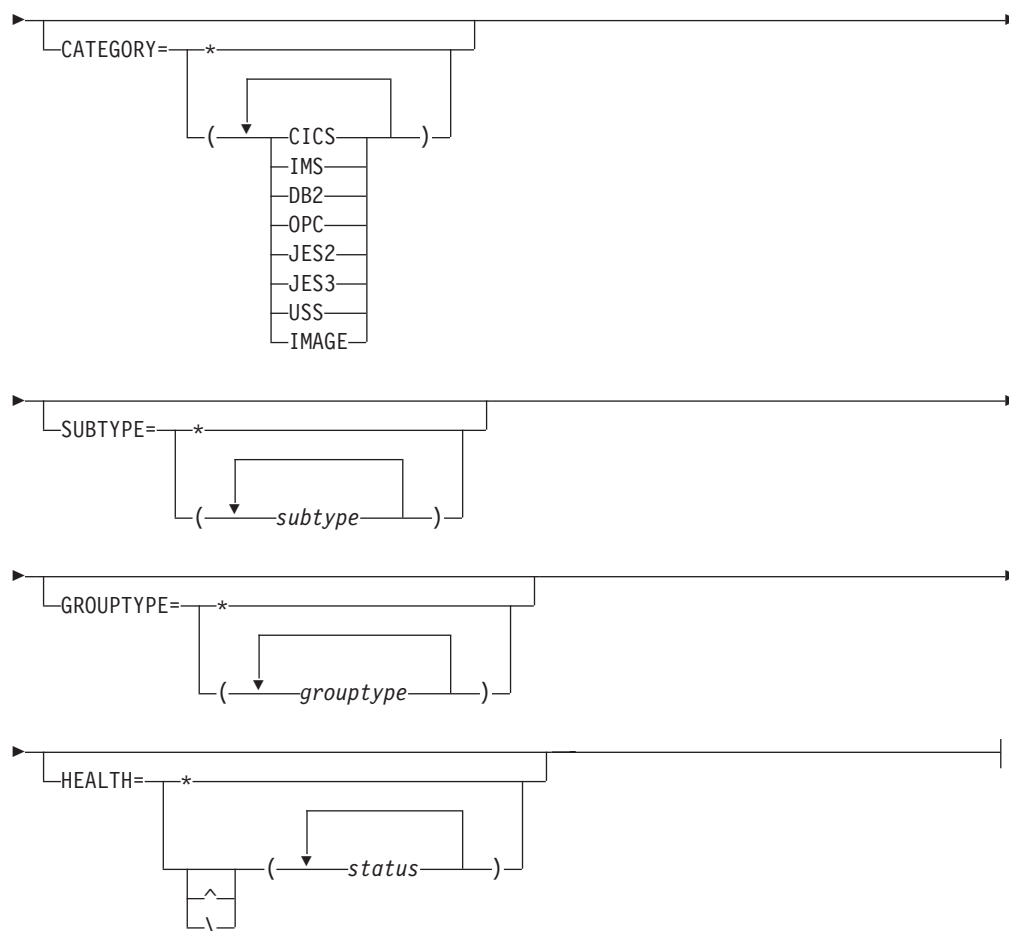 CATEGORY= *
( CICS )
IMS
DB2
OPC
JES2
JES3
USS
IMAGE
SUBTYPE= *
( subtype )
GROUPTYPE= *
( grouptype )
HEALTH= *
( status )
^
\